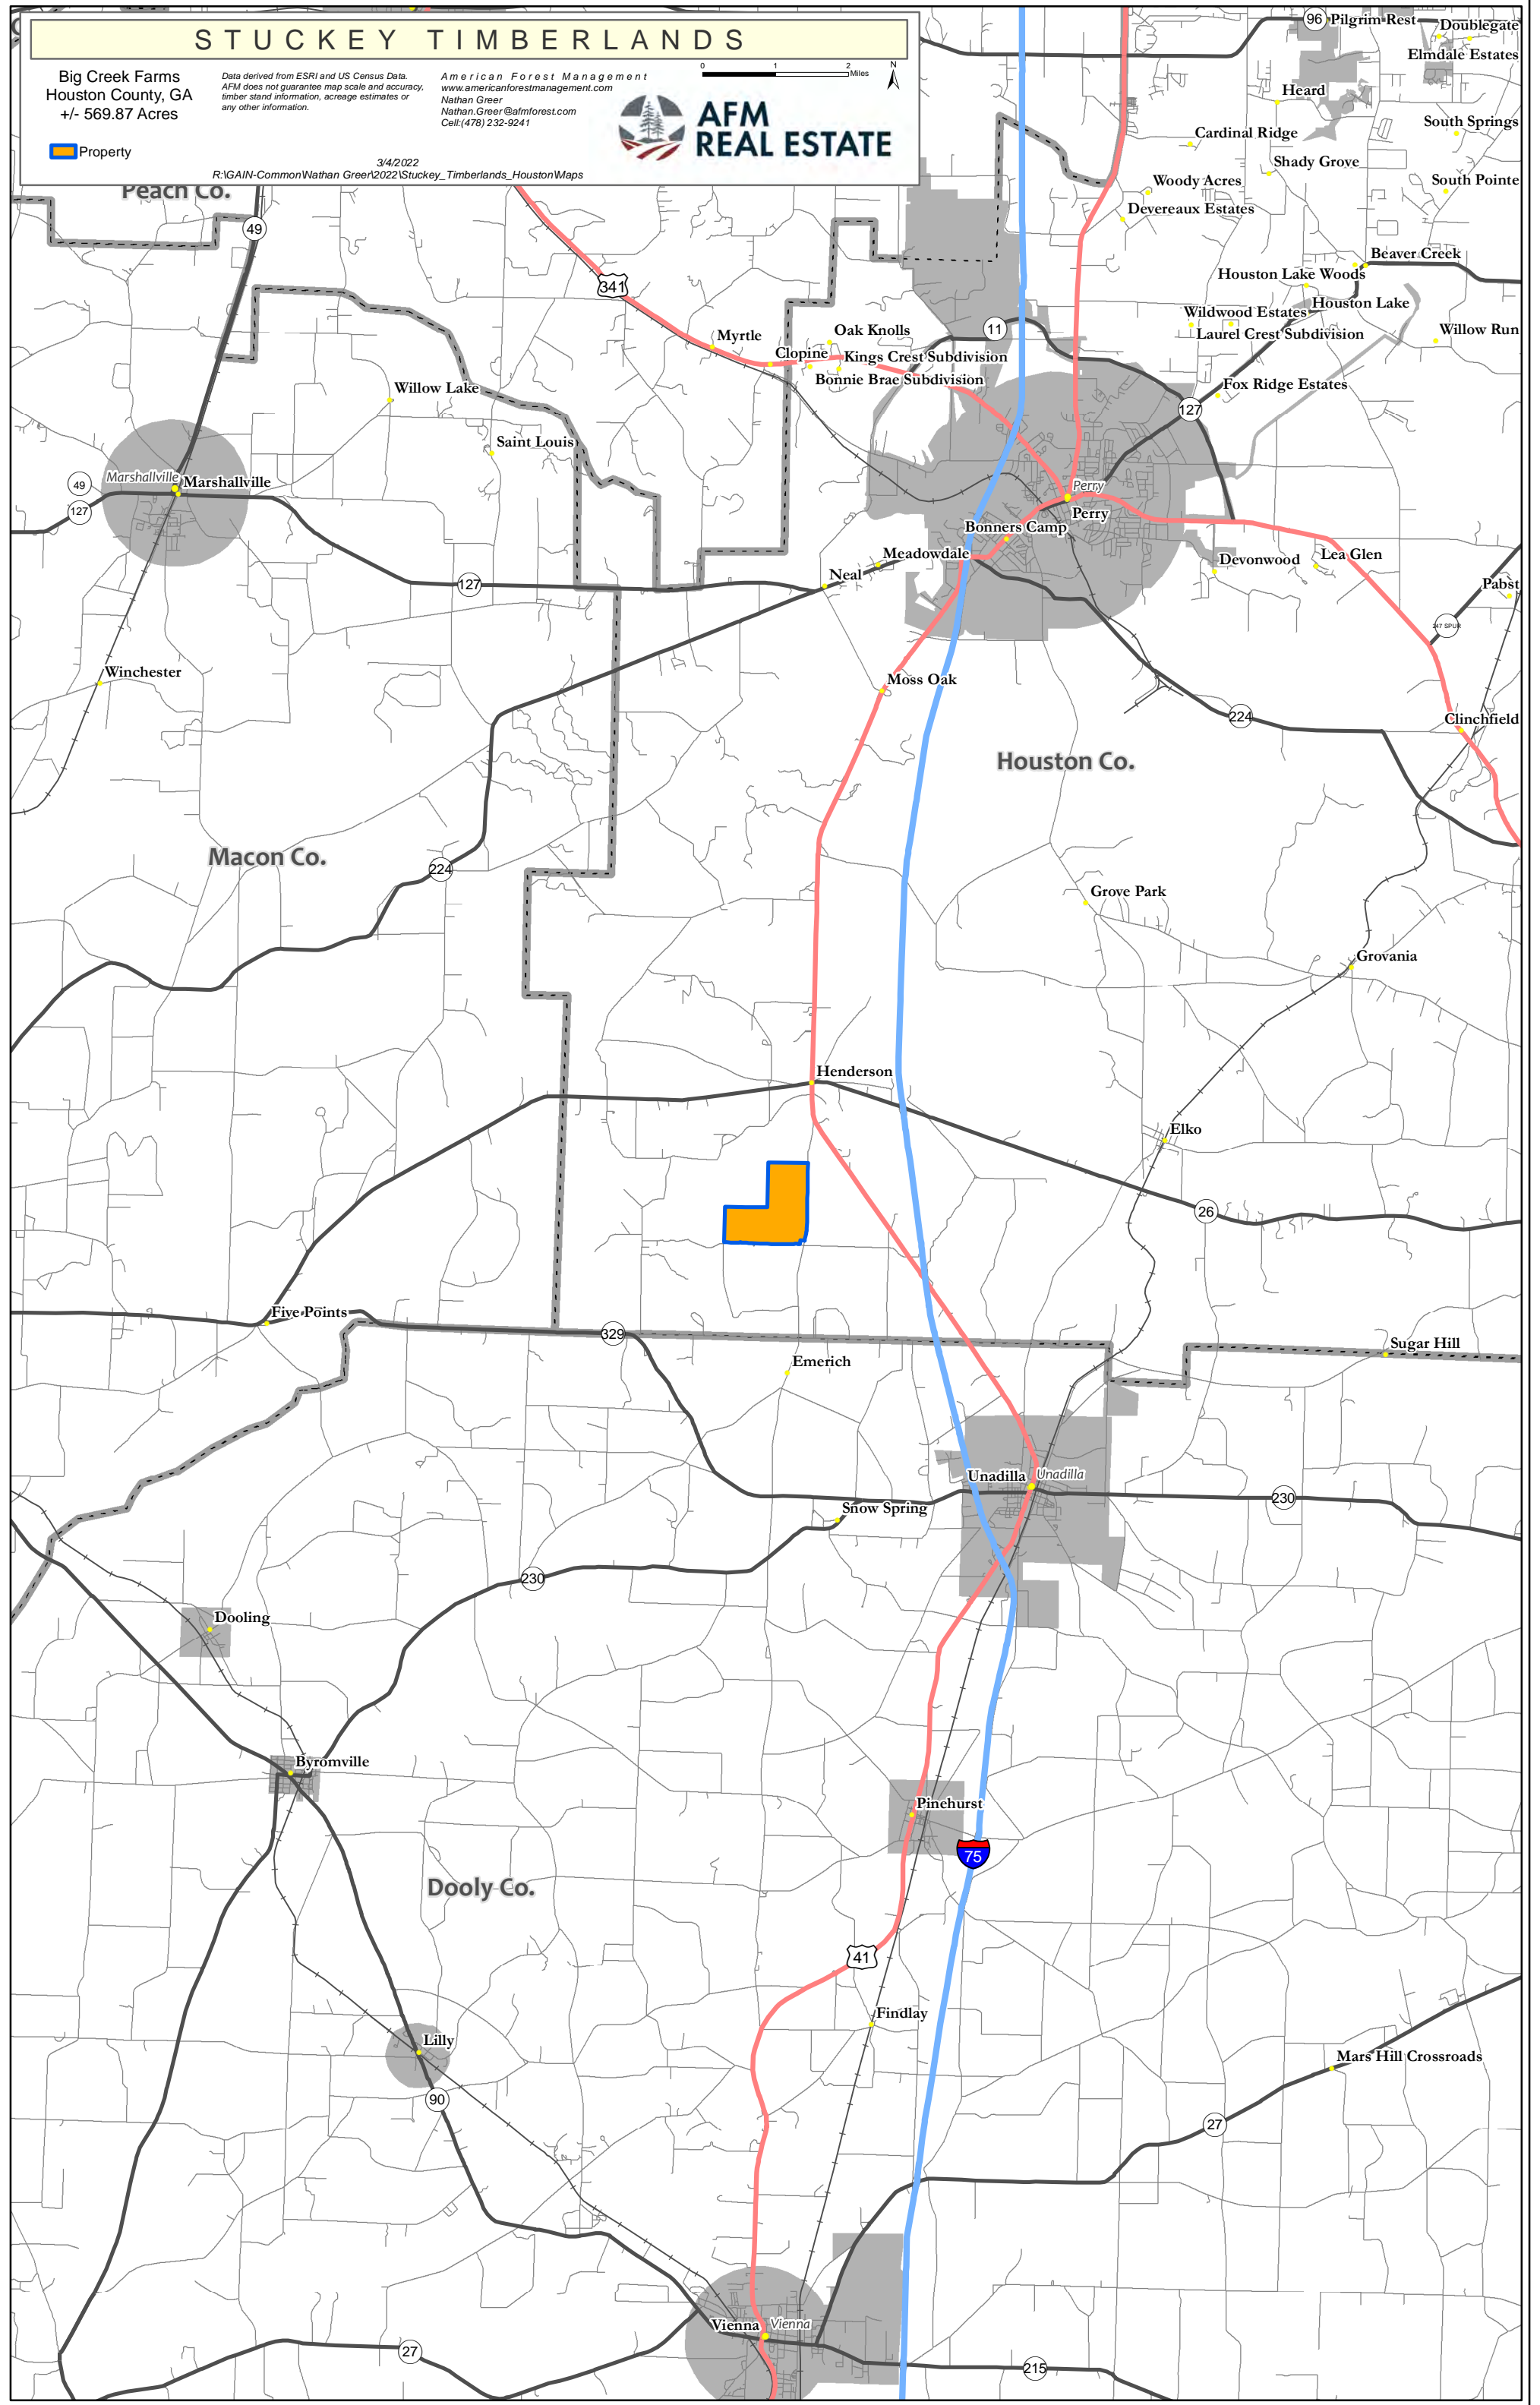 STUCKEY TIMBERLANDS
Big Creek Farms
Houston County, GA
+/- 569.87 Acres
Property
Data derived from ESRI and US Census Data.
AFM does not guarantee map scale and accuracy,
timber stand information, acreage estimates or
any other information.
American Forest Management
www.americanforestmanagement.com
Nathan Greer
Nathan.Greer@afmforest.com
Cell:(478) 232-9241
0 1 2
Miles
N
AFM
REAL ESTATE
3/4/2022
R:\GAIN-Common\Nathan Greer\2022\Stuckey_Timberlands_Houston\Maps
96
Pilgrim Rest
Doublegate
Elmdale Estates
Heard
South Springs
Cardinal Ridge
Shady Grove
South Pointe
Woody Acres
Devereaux Estates
Peach Co.
49
Beaver Creek
Houston Lake Woods
341
Houston Lake
Wildwood Estates
Laurel Crest Subdivision
Willow Run
11
Myrtle
Oak Knolls
Clopine
Kings Crest Subdivision
Bonnie Brae Subdivision
Willow Lake
Fox Ridge Estates
127
Saint Louis
Marshallville
Marshallville
49
127
Perry
Perry
Bonners Camp
Meadowdale
Neal
127
Devonwood
Lea Glen
Pabst
247 SPUR
Winchester
Moss Oak
224
Clinchfield
Houston Co.
Macon Co.
224
Grove Park
Grovania
Henderson
Elko
26
Five Points
329
Emerich
Sugar Hill
Unadilla
Unadilla
230
Snow Spring
230
Dooling
Byromville
Pinehurst
75
Dooly Co.
41
Findlay
Lilly
90
Mars Hill Crossroads
27
Vienna
Vienna
27
215